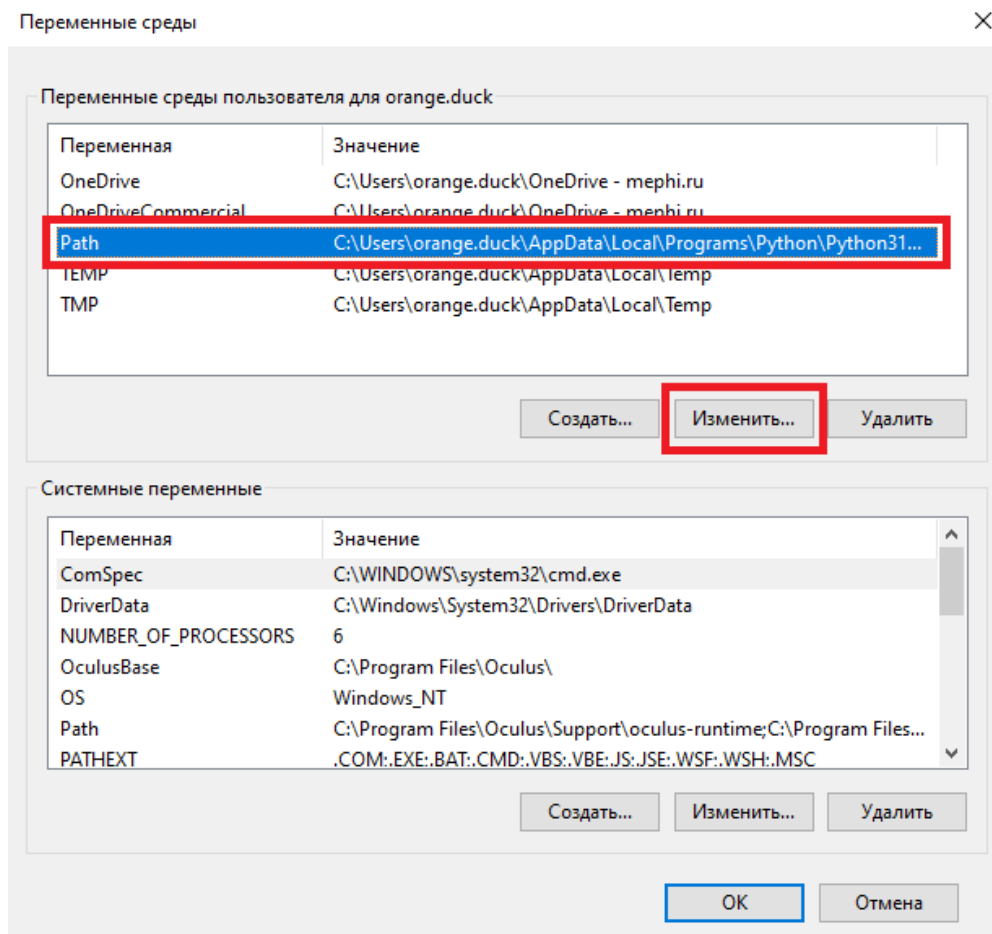 Переменные среды
Переменные среды пользователя для orange.duck
Переменная Значение
OneDrive C:\Users\orange.duck\OneDrive - mephi.ru
OneDriveCommercial C:\Users\orange.duck\OneDrive - mephi.ru
Path C:\Users\orange.duck\AppData\Local\Programs\Python\Python31...
TEMP C:\Users\orange.duck\AppData\Local\Temp
TMP C:\Users\orange.duck\AppData\Local\Temp
Создать... Изменить... Удалить
Системные переменные
Переменная Значение
ComSpec C:\WINDOWS\system32\cmd.exe
DriverData C:\Windows\System32\Drivers\DriverData
NUMBER_OF_PROCESSORS 6
OculusBase C:\Program Files\Oculus\
OS Windows_NT
Path C:\Program Files\Oculus\Support\oculus-runtime;C:\Program Files...
PATHEXT .COM;.EXE;.BAT;.CMD;.VBS;.VBE;.JS;.JSE;.WSF;.WSH;.MSC
Создать... Изменить... Удалить
OK Отмена